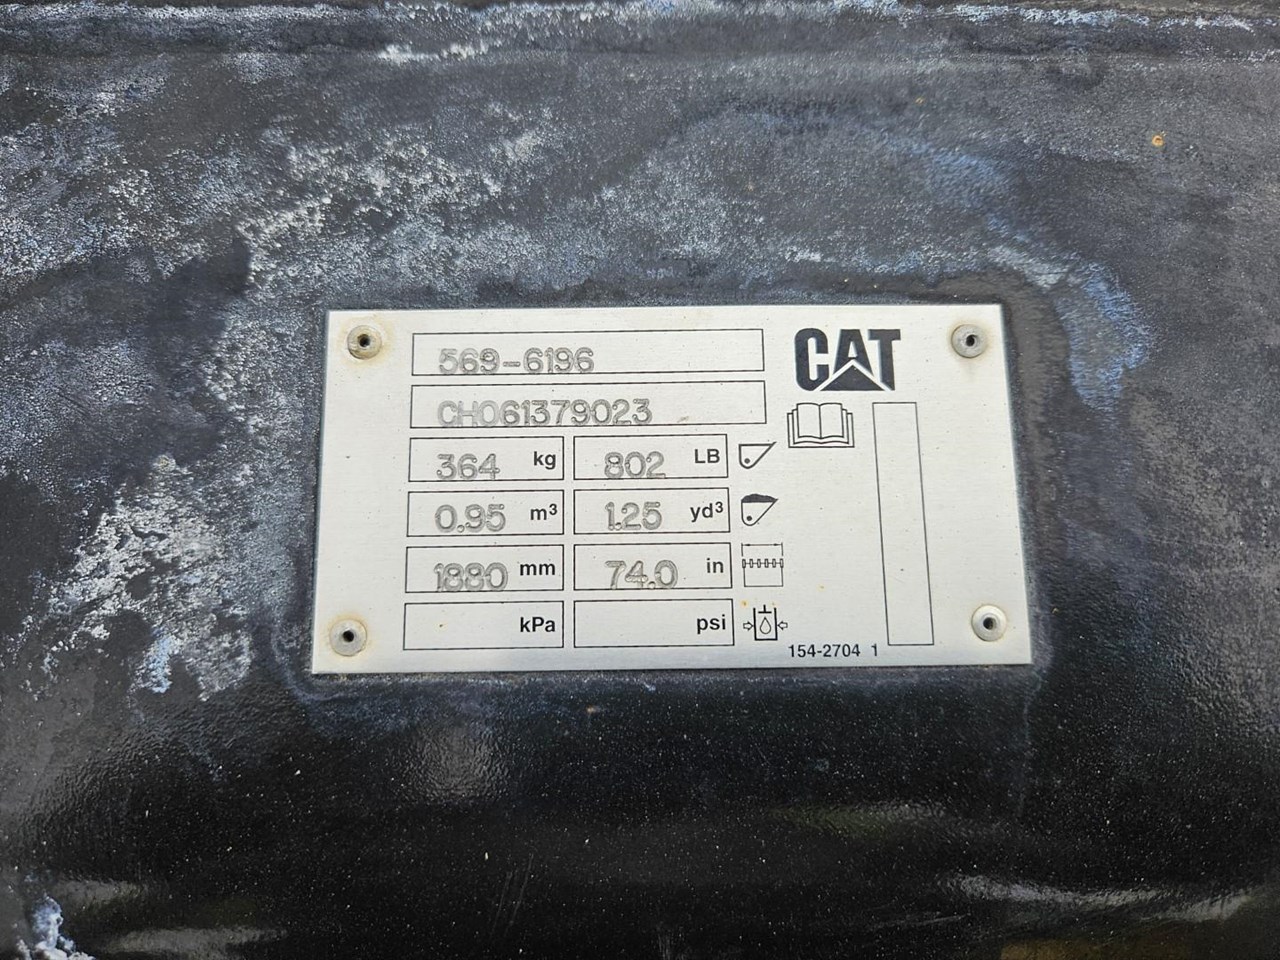 569-6196
CAT
CH061379023
364 kg 802 LB
0.95 m³ 1.25 yd³
1880 mm 74.0 in
kPa psi
154-2704 1